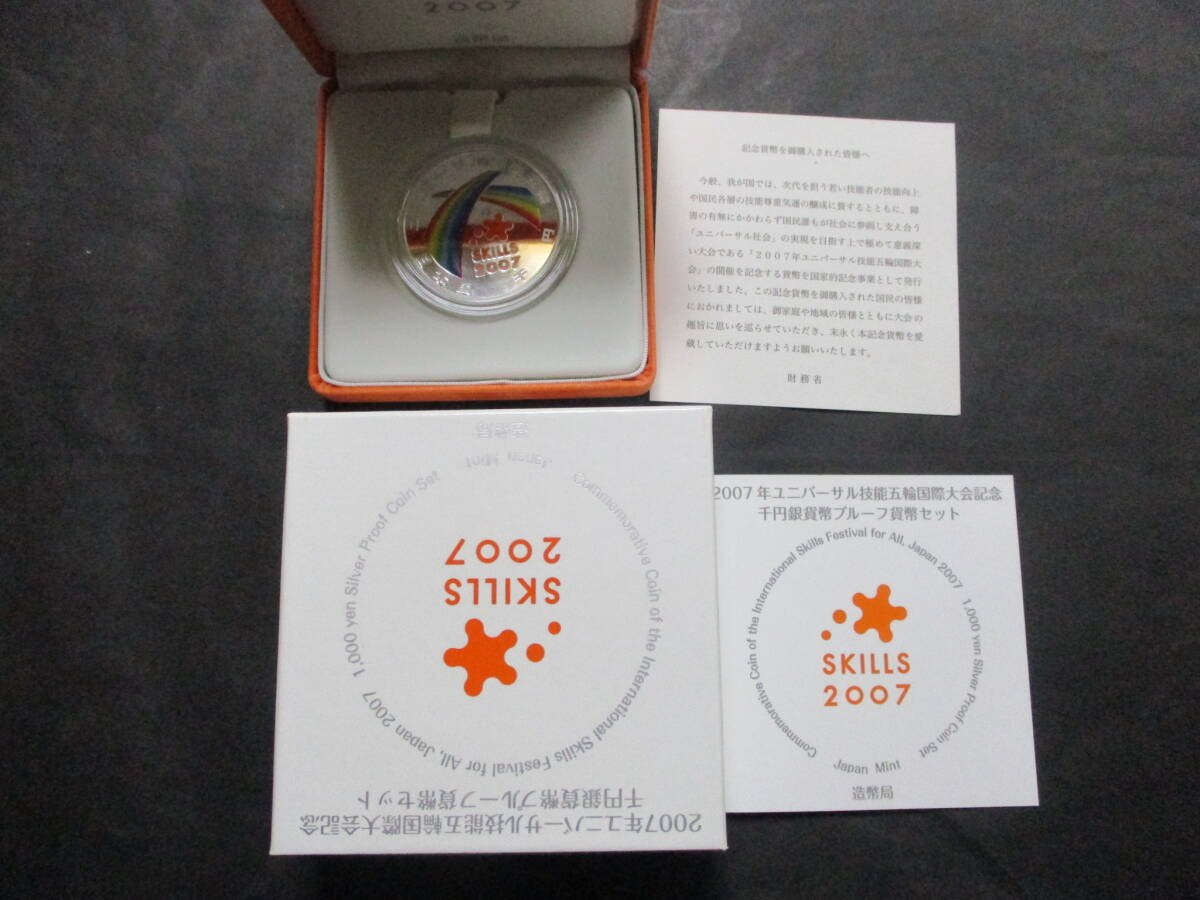 2007
造幣局
SKILLS
2007
記念貨幣を御購入された皆様へ
今般、我が国では、次代を担う若い技能者の技能向上
や国民各層の技能尊重気運の醸成に資するとともに、障
害の有無にかかわらず国民誰もが社会に参画し支え合う
「ユニバーサル社会」の実現を目指す上で極めて意義深
い大会である「2007年ユニバーサル技能五輪国際大
会」の開催を記念する貨幣を国家的記念事業として発行
いたしました。この記念貨幣を御購入された国民の皆様
におかれましては、御家庭や地域の皆様とともに大会の
趣旨に思いを巡らせていただき、末永く本記念貨幣を愛
蔵していただけますようお願いいたします。
財務省
2007年ユニバーサル技能五輪国際大会記念
千円銀貨幣プルーフ貨幣セット
Commemorative Coin of the International Skills Festival for All, Japan 2007 1,000 yen Silver Proof Coin Set
SKILLS
2007
Japan Mint
造幣局
2007年ユニバーサル技能五輪国際大会記念
千円銀貨幣プルーフ貨幣セット
Commemorative Coin of the International Skills Festival for All, Japan 2007 1,000 yen Silver Proof Coin Set
SKILLS
2007
Japan Mint
造幣局